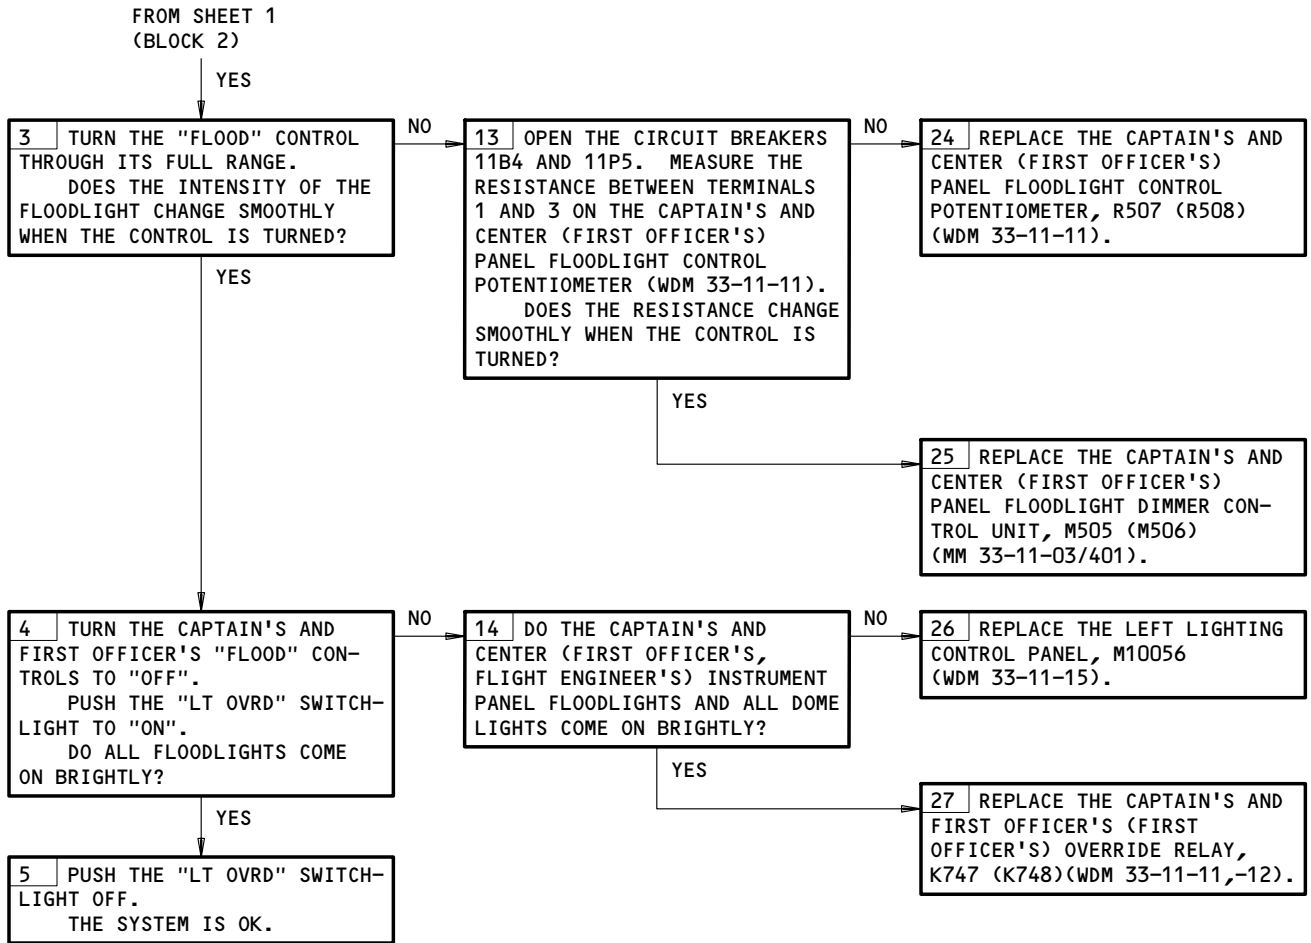 FROM SHEET 1
(BLOCK 2)
YES
3 TURN THE "FLOOD" CONTROL
THROUGH ITS FULL RANGE.
DOES THE INTENSITY OF THE
FLOODLIGHT CHANGE SMOOTHLY
WHEN THE CONTROL IS TURNED?
NO
13 OPEN THE CIRCUIT BREAKERS
11B4 AND 11P5. MEASURE THE
RESISTANCE BETWEEN TERMINALS
1 AND 3 ON THE CAPTAIN'S AND
CENTER (FIRST OFFICER'S)
PANEL FLOODLIGHT CONTROL
POTENTIOMETER (WDM 33-11-11).
DOES THE RESISTANCE CHANGE
SMOOTHLY WHEN THE CONTROL IS
TURNED?
NO
24 REPLACE THE CAPTAIN'S AND
CENTER (FIRST OFFICER'S)
PANEL FLOODLIGHT CONTROL
POTENTIOMETER, R507 (R508)
(WDM 33-11-11).
YES
YES
25 REPLACE THE CAPTAIN'S AND
CENTER (FIRST OFFICER'S)
PANEL FLOODLIGHT DIMMER CON-
TROL UNIT, M505 (M506)
(MM 33-11-03/401).
4 TURN THE CAPTAIN'S AND
FIRST OFFICER'S "FLOOD" CON-
TROLS TO "OFF".
PUSH THE "LT OVRD" SWITCH-
LIGHT TO "ON".
DO ALL FLOODLIGHTS COME
ON BRIGHTLY?
NO
14 DO THE CAPTAIN'S AND
CENTER (FIRST OFFICER'S,
FLIGHT ENGINEER'S) INSTRUMENT
PANEL FLOODLIGHTS AND ALL DOME
LIGHTS COME ON BRIGHTLY?
NO
26 REPLACE THE LEFT LIGHTING
CONTROL PANEL, M10056
(WDM 33-11-15).
YES
YES
27 REPLACE THE CAPTAIN'S AND
FIRST OFFICER'S (FIRST
OFFICER'S) OVERRIDE RELAY,
K747 (K748)(WDM 33-11-11,-12).
5 PUSH THE "LT OVRD" SWITCH-
LIGHT OFF.
THE SYSTEM IS OK.